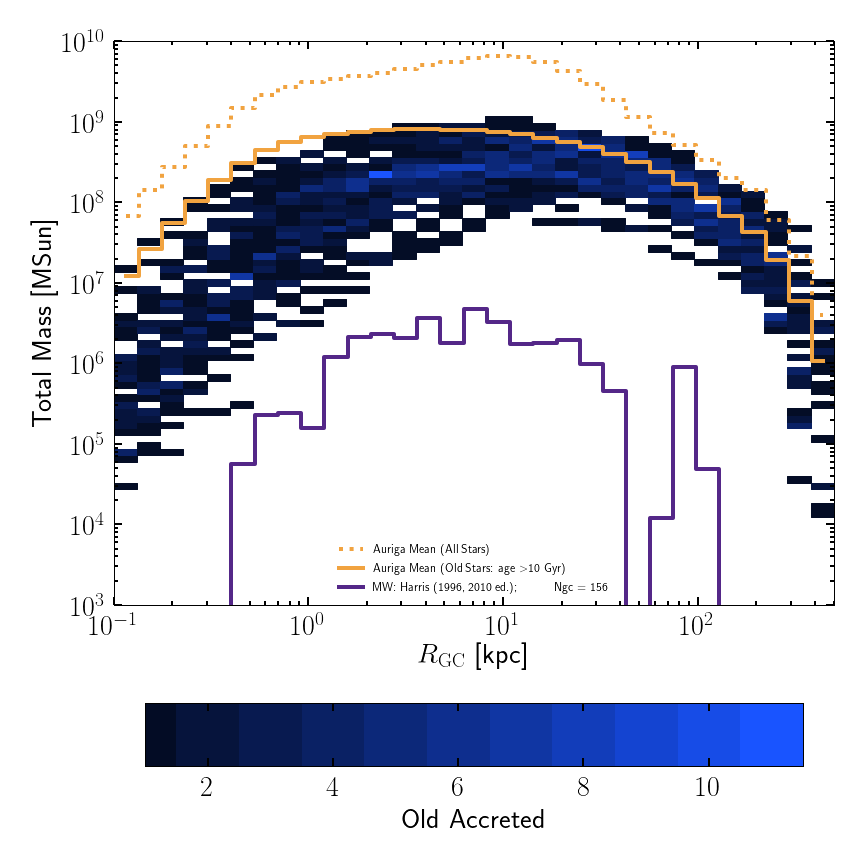 10^{10}
10^{9}
10^{8}
10^{7}
10^{6}
10^{5}
10^{4}
10^{3}
Total Mass [MSun]
Auriga Mean (All Stars)
Auriga Mean (Old Stars: age >10 Gyr)
MW: Harris (1996, 2010 ed.); Ngc = 156
10^{-1} 10^{0} 10^{1} 10^{2}
R_{GC} [kpc]
2 4 6 8 10
Old Accreted